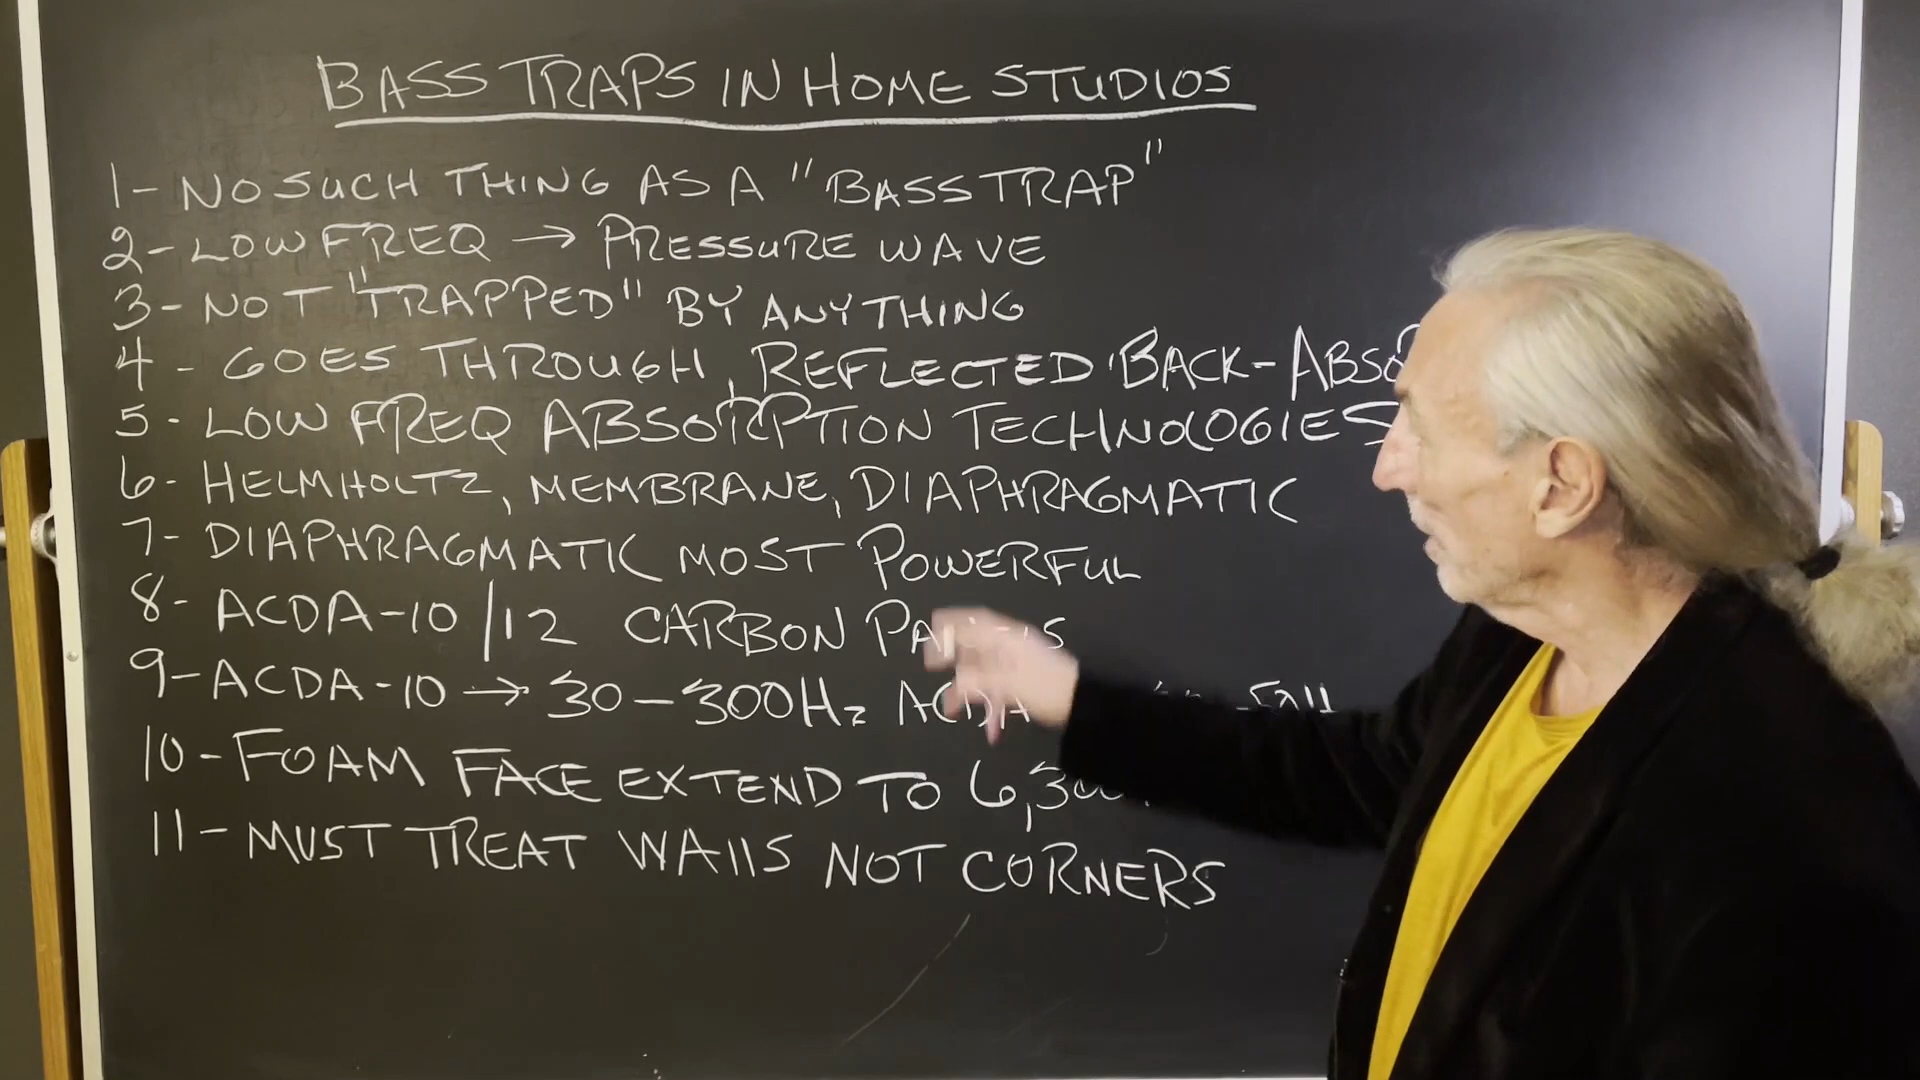 BASS TRAPS IN HOME STUDIOS
1- NO SUCH THING AS A "BASS TRAP"
2- LOW FREQ → PRESSURE WAVE
3- NOT "TRAPPED" BY ANYTHING
4- GOES THROUGH, REFLECTED BACK-
5- LOW FREQ ABSORPTION TECHNOLOGIES
6- HELMHOLTZ, MEMBRANE, DIAPHRAGMATIC
7- DIAPHRAGMATIC MOST POWERFUL
8- ACDA-10/12 CARBON
9- ACDA-10 → 30-300Hz ACDA
10- FOAM FACE EXTEND TO
11- MUST TREAT WAllS NOT CORNERS